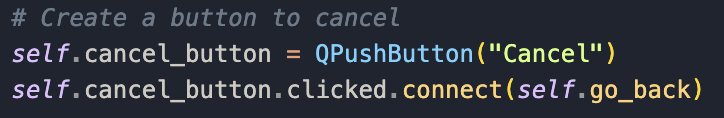 # Create a button to cancel
self.cancel_button = QPushButton("Cancel")
self.cancel_button.clicked.connect(self.go_back)